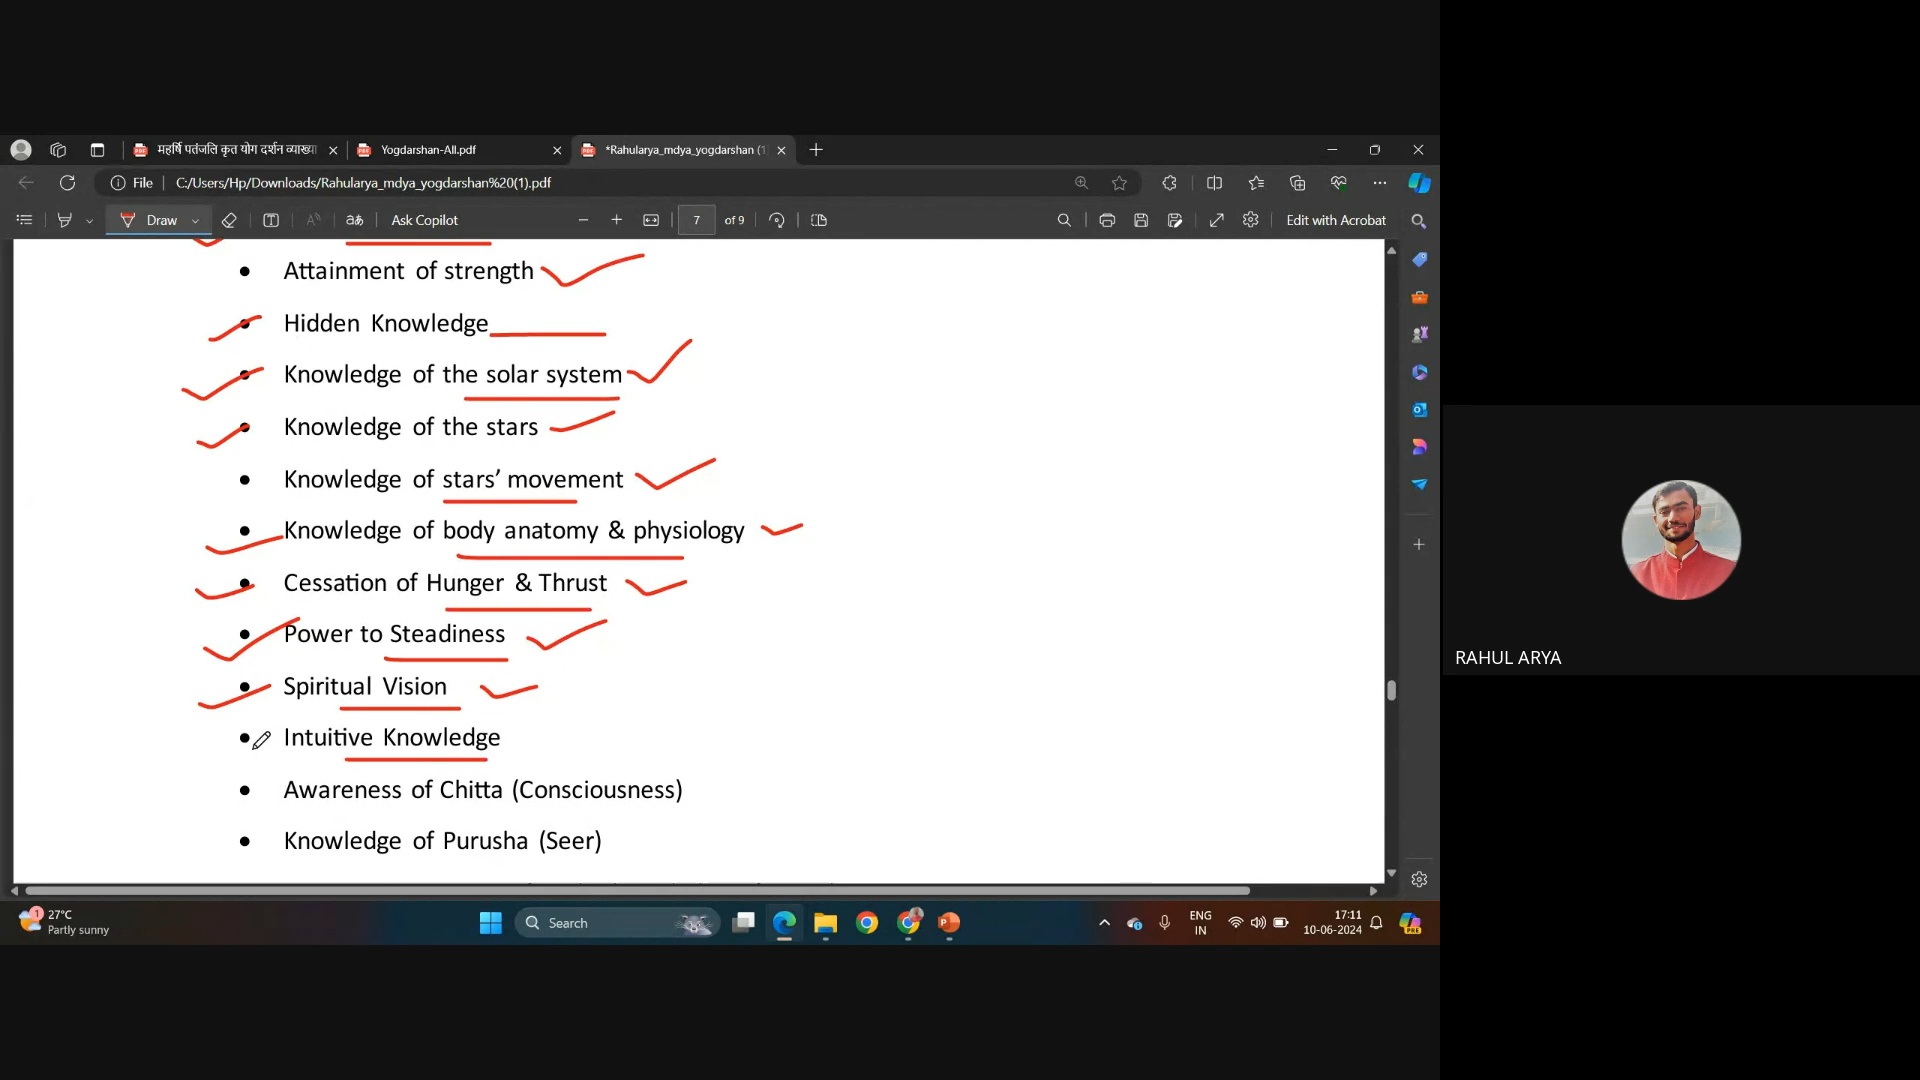 महर्षि पतंजलि कृत योग दर्शन व्याख्या
Yogdarshan-All.pdf
*Rahularya_mdya_yogdarshan (1
File
C:/Users/Hp/Downloads/Rahularya_mdya_yogdarshan%20(1).pdf
Draw
aあ
Ask Copilot
7
of 9
Edit with Acrobat
• Attainment of strength
• Hidden Knowledge
• Knowledge of the solar system
• Knowledge of the stars
• Knowledge of stars’ movement
• Knowledge of body anatomy & physiology
• Cessation of Hunger & Thrust
• Power to Steadiness
• Spiritual Vision
• Intuitive Knowledge
• Awareness of Chitta (Consciousness)
• Knowledge of Purusha (Seer)
RAHUL ARYA
1
27°C
Partly sunny
Search
ENG
IN
17:11
10-06-2024
PRE